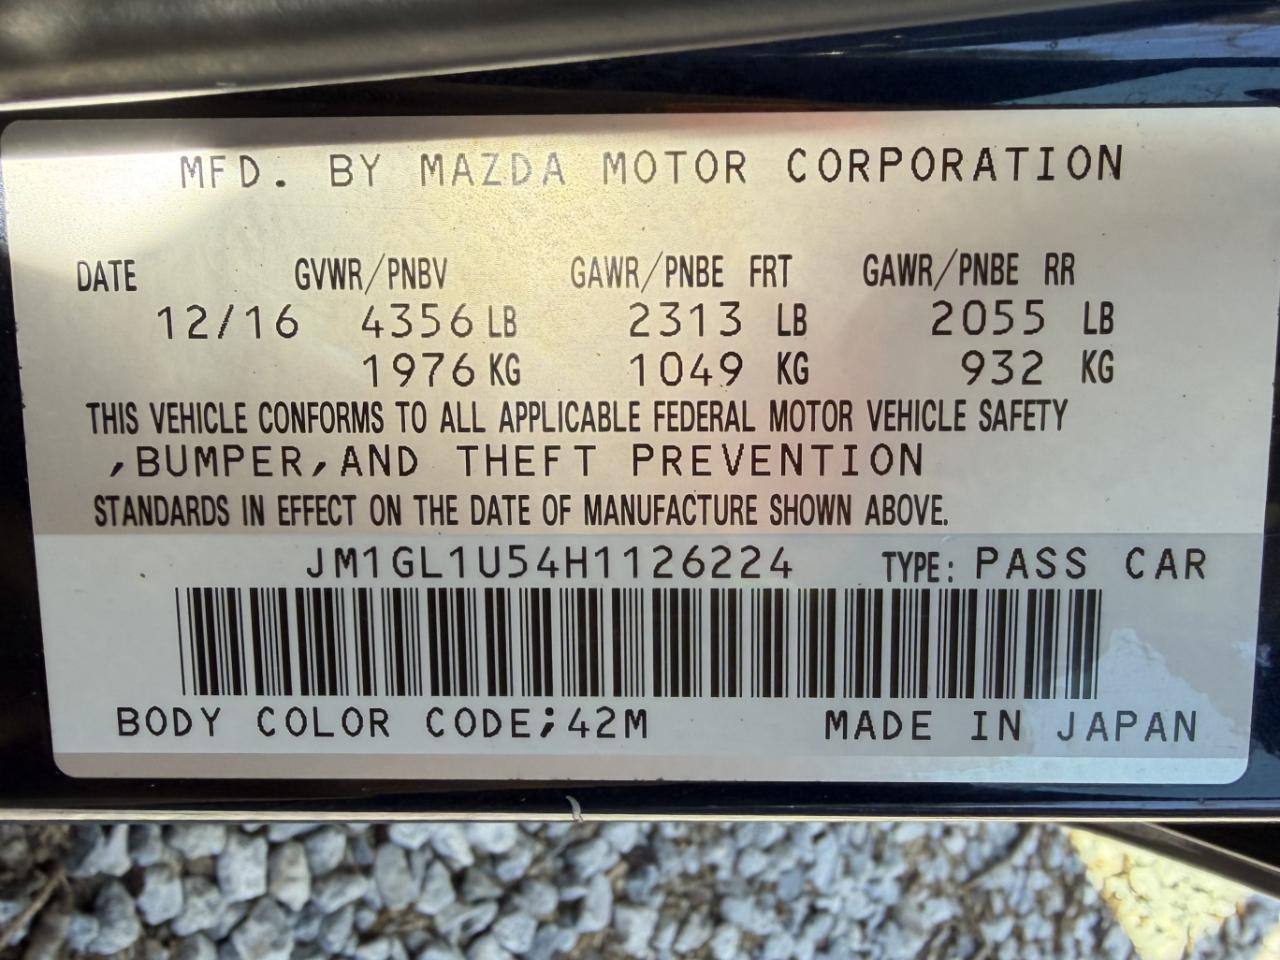 MFD. BY MAZDA MOTOR CORPORATION
DATE GVWR/PNBV GAWR/PNBE FRT GAWR/PNBE RR
12/16 4356 LB 2313 LB 2055 LB
1976 KG 1049 KG 932 KG
THIS VEHICLE CONFORMS TO ALL APPLICABLE FEDERAL MOTOR VEHICLE SAFETY
,BUMPER,AND THEFT PREVENTION
STANDARDS IN EFFECT ON THE DATE OF MANUFACTURE SHOWN ABOVE.
JM1GL1U54H1126224 TYPE: PASS CAR
BODY COLOR CODE;42M MADE IN JAPAN